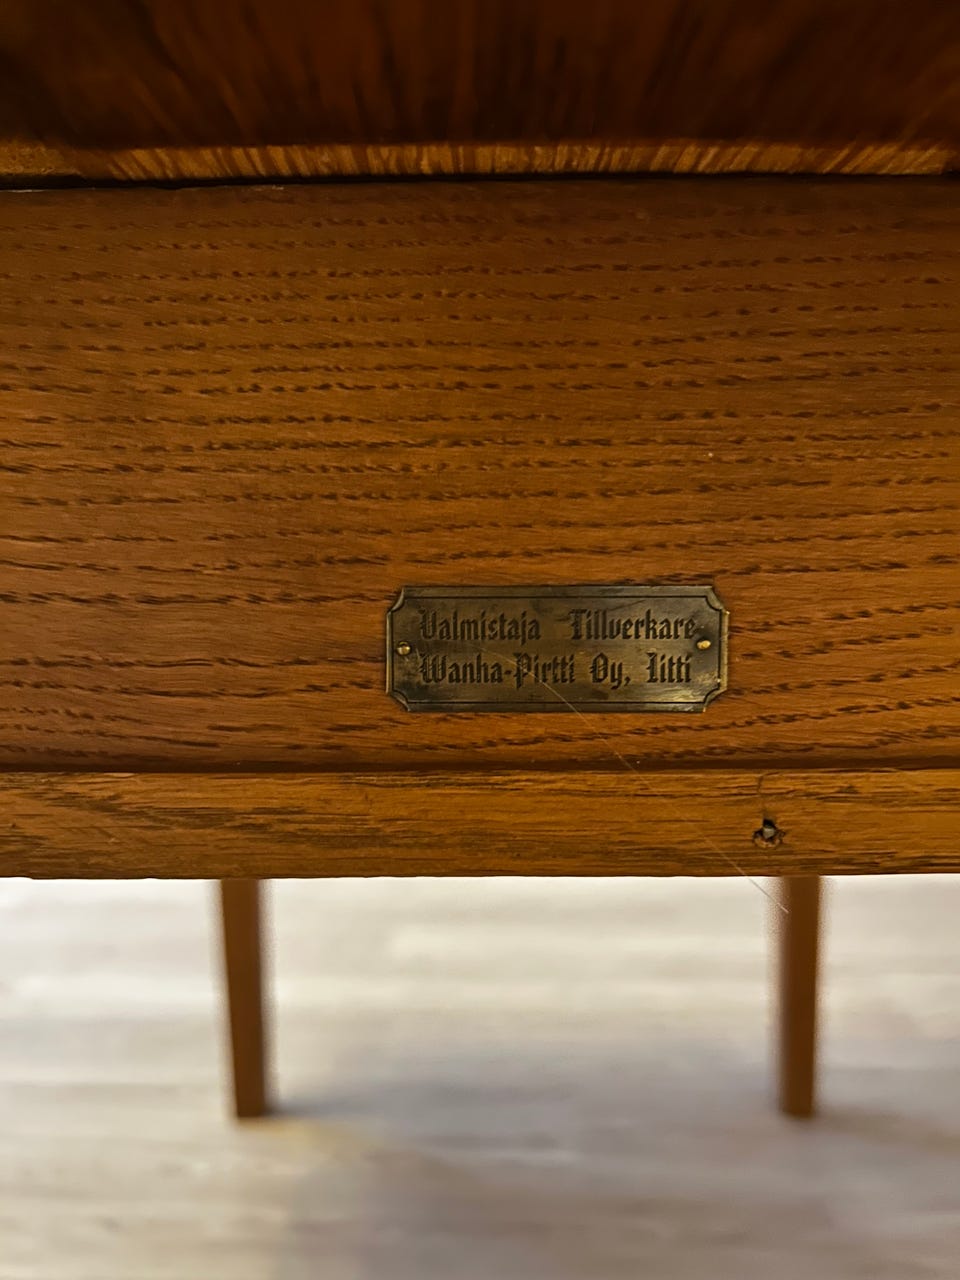 Valmistaja Tillverkare
Wanha-Pirtti Oy, Iitti